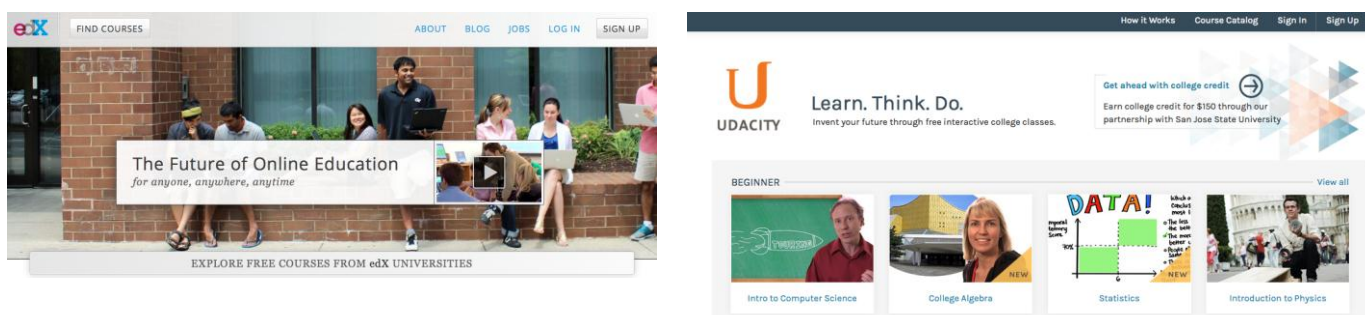 edX
FIND COURSES
ABOUT
BLOG
JOBS
LOG IN
SIGN UP
The Future of Online Education
for anyone, anywhere, anytime
EXPLORE FREE COURSES FROM edX UNIVERSITIES
How it Works
Course Catalog
Sign In
Sign Up
UDACITY
Learn. Think. Do.
Invent your future through free interactive college classes.
Get ahead with college credit
Earn college credit for $150 through our
partnership with San Jose State University
BEGINNER
View all
NEW
DATA!
70%
NEW
Intro to Computer Science
College Algebra
Statistics
Introduction to Physics